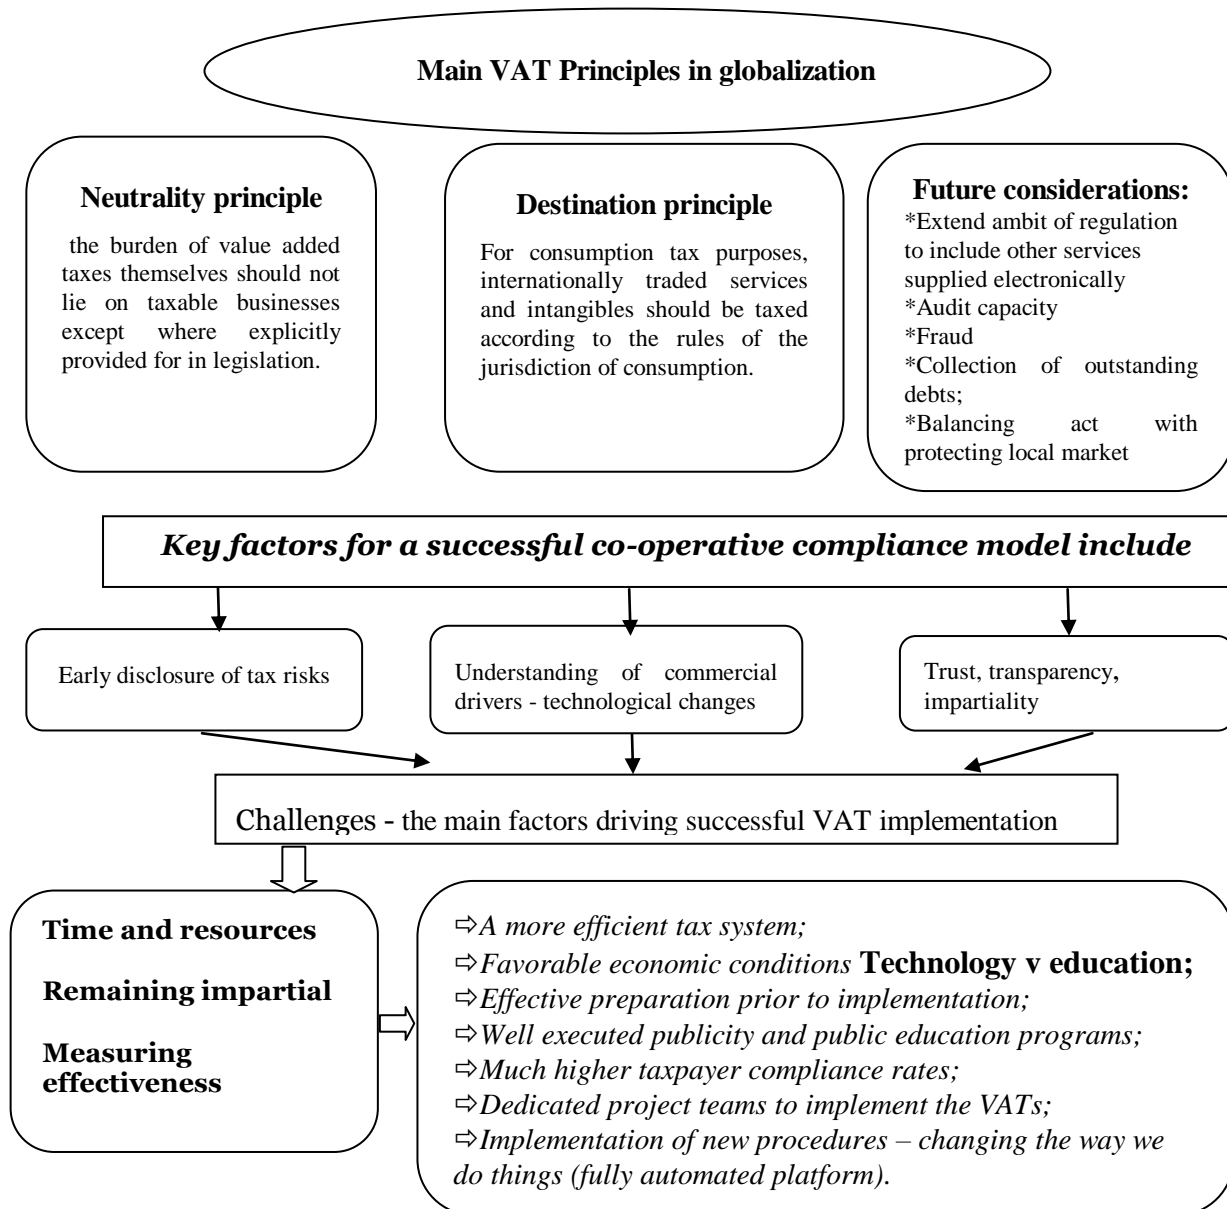 Main VAT Principles in globalization
Neutrality principle
the burden of value added
taxes themselves should not
lie on taxable businesses
except where explicitly
provided for in legislation.
Destination principle
For consumption tax purposes,
internationally traded services
and intangibles should be taxed
according to the rules of the
jurisdiction of consumption.
Future considerations:
*Extend ambit of regulation
to include other services
supplied electronically
*Audit capacity
*Fraud
*Collection of outstanding
debts;
*Balancing act with
protecting local market
Key factors for a successful co-operative compliance model include
Early disclosure of tax risks
Understanding of commercial
drivers - technological changes
Trust, transparency,
impartiality
Challenges - the main factors driving successful VAT implementation
Time and resources
Remaining impartial
Measuring
effectiveness
⇨A more efficient tax system;
⇨Favorable economic conditions Technology v education;
⇨Effective preparation prior to implementation;
⇨Well executed publicity and public education programs;
⇨Much higher taxpayer compliance rates;
⇨Dedicated project teams to implement the VATs;
⇨Implementation of new procedures – changing the way we
do things (fully automated platform).